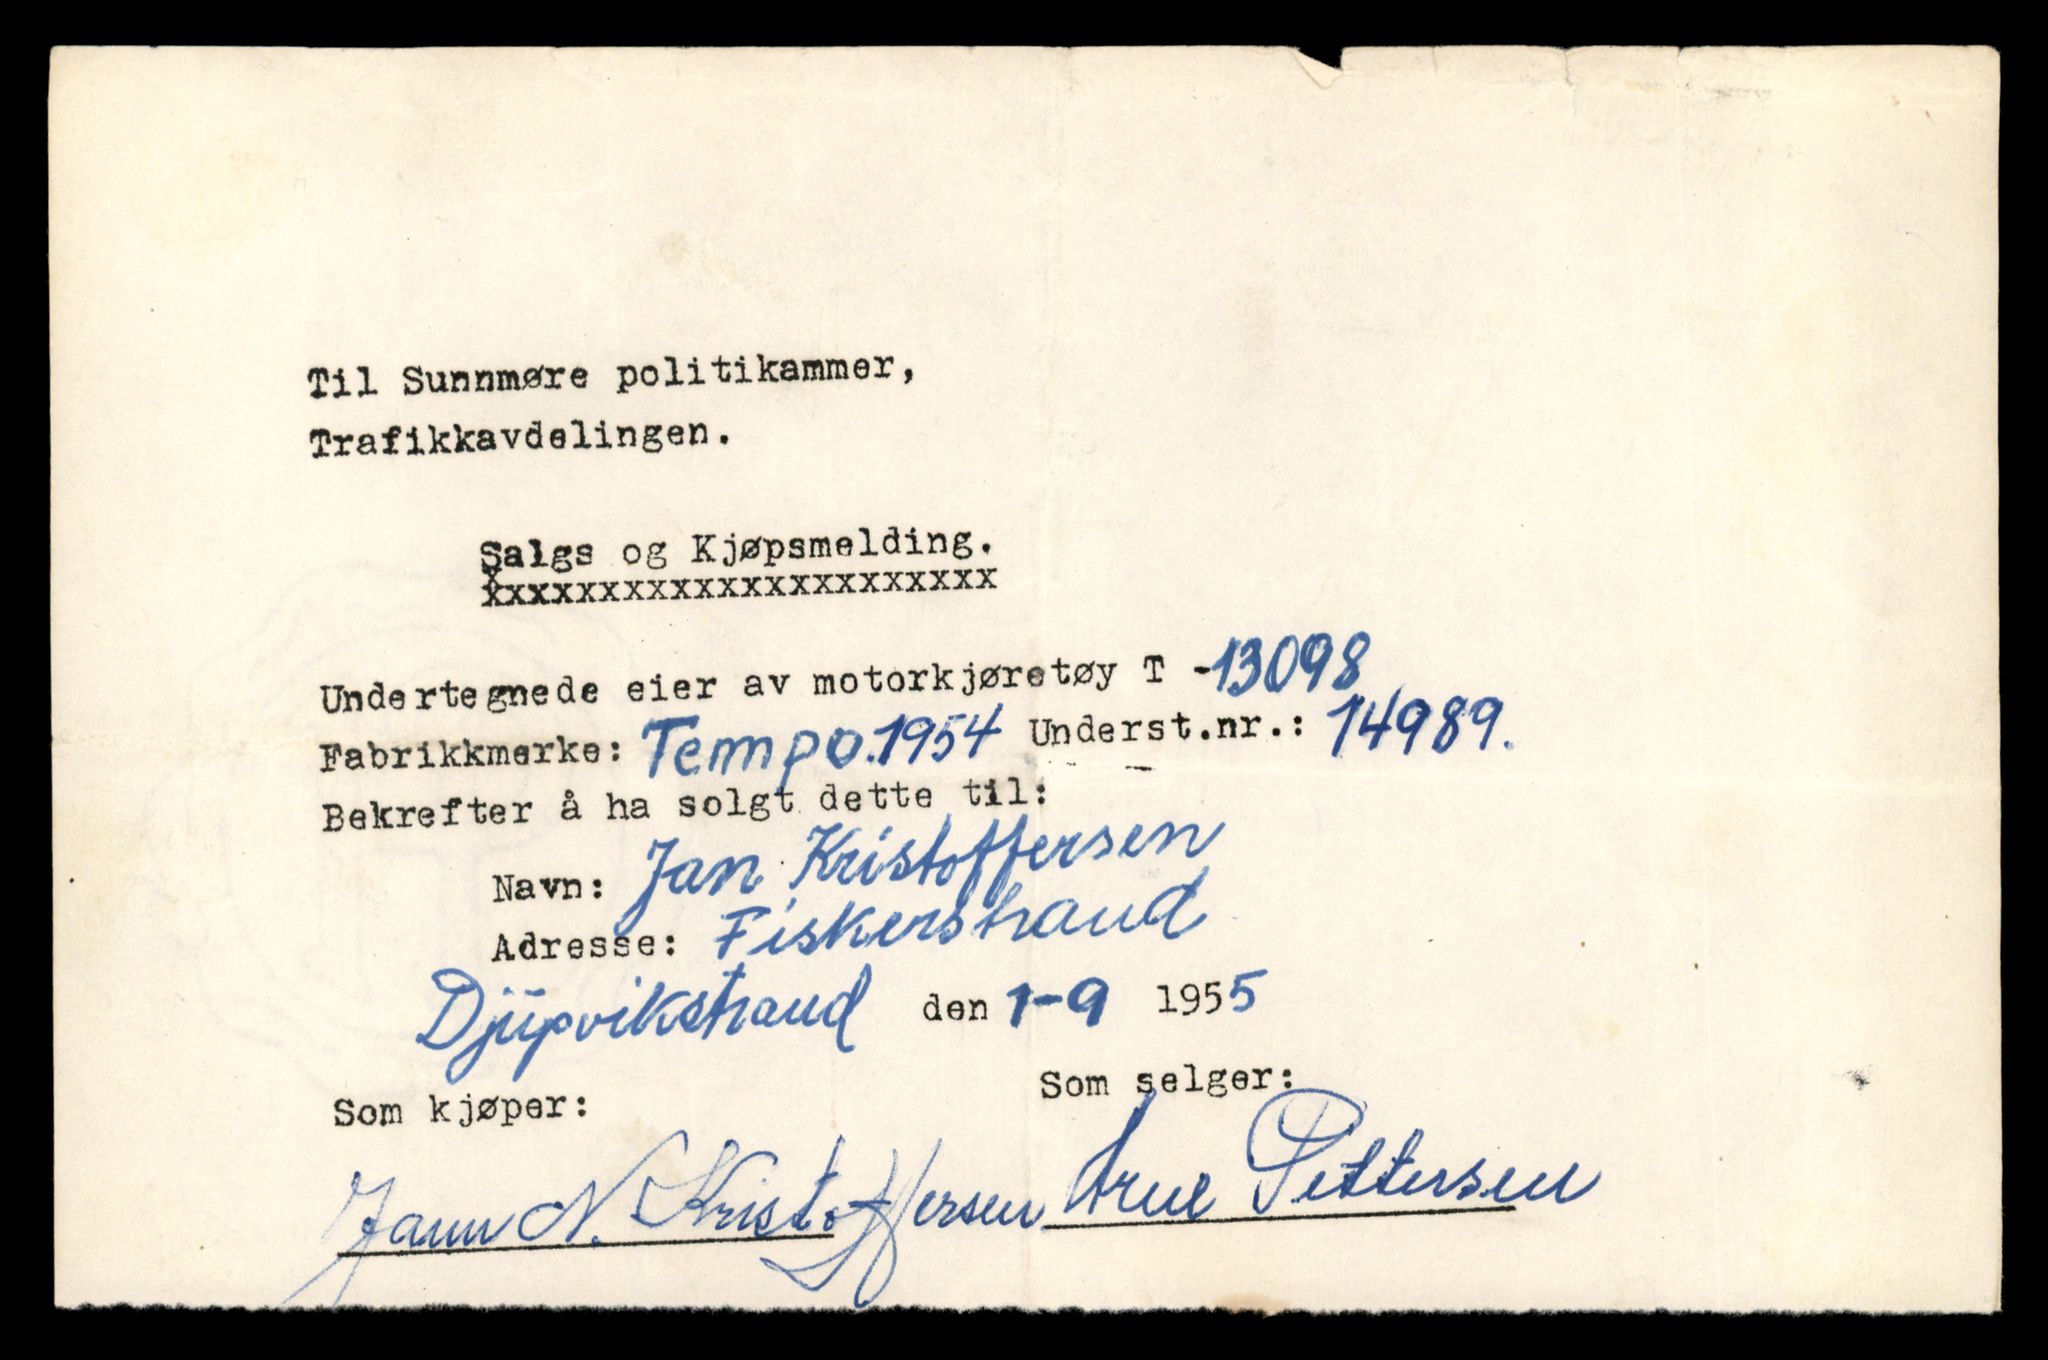 Til Sunnmøre politikammer,
Trafikkavdelingen.
Salgs og Kjøpsmelding.
xxxxxxxxxxxxxxxxxxxxxx
Undertegnede eier av motorkjøretøy T -13098
Fabrikkmerke: Tempo.1954 Underst.nr.: 14989.
Bekrefter å ha solgt dette til:
Navn: Jan Kristoffersen
Adresse: Fiskerstrand
Djupvikstrand den 1-9 1955
Som kjøper: Som selger:
Jann N. Kristoffersen Arne Pettersen